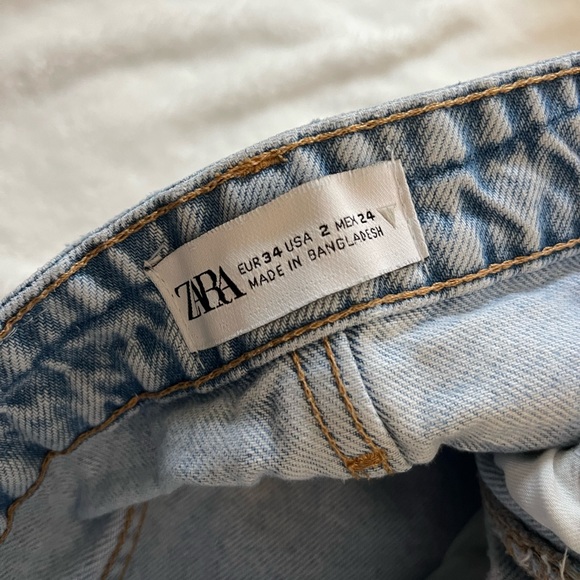 ZARA
EUR 34 USA 2 MEX 24
MADE IN BANGLADESH